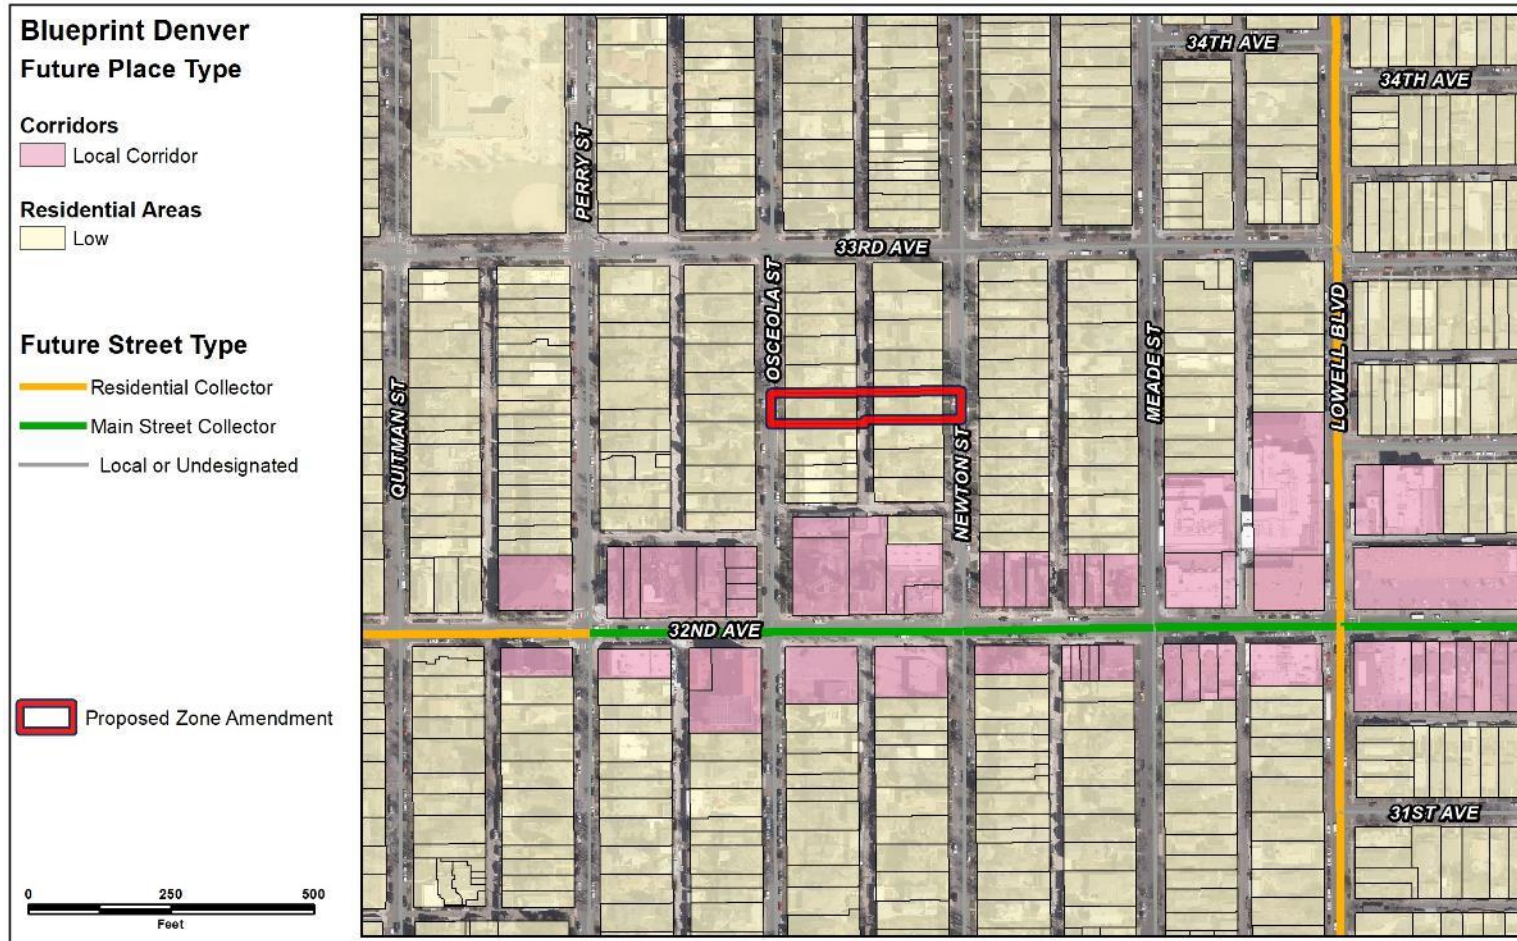 Blueprint Denver
Future Place Type
Corridors
Local Corridor
Residential Areas
Low
Future Street Type
Residential Collector
Main Street Collector
Local or Undesignated
Proposed Zone Amendment
0 250 500
Feet
34TH AVE
34TH AVE
PERRY ST
33RD AVE
OSCEOLA ST
LOWELL BLVD
MEADE ST
QUITMAN ST
NEWTON ST
32ND AVE
31ST AVE